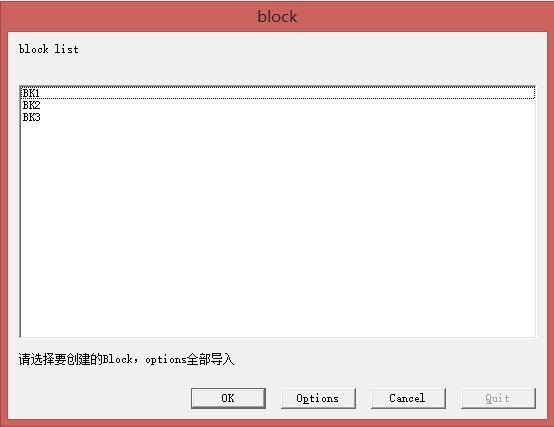 block
block list
BK1
BK2
BK3
请选择要创建的Block，options全部导入
OK
Options
Cancel
Quit